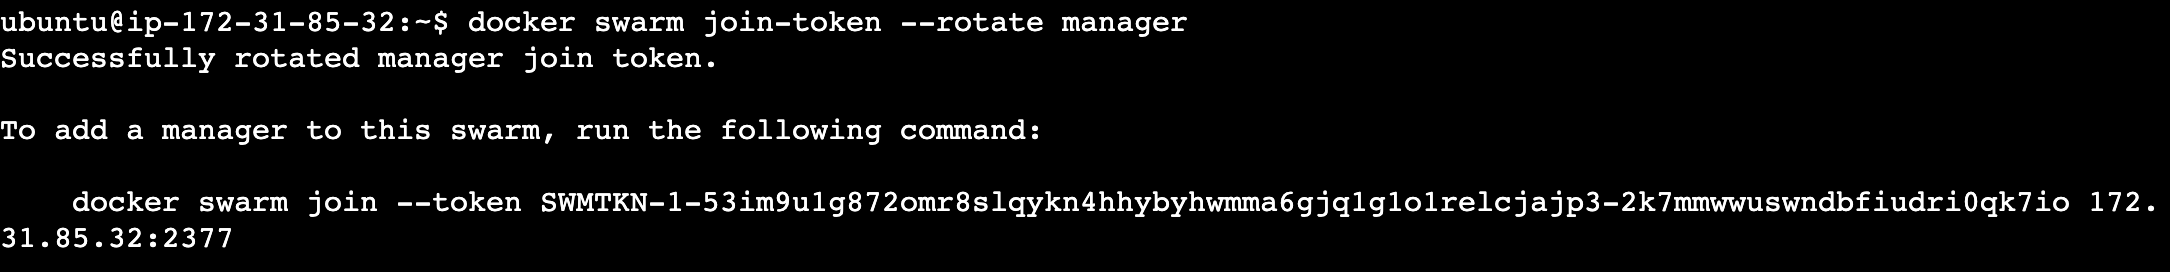 ubuntu@ip-172-31-85-32:~$ docker swarm join-token --rotate manager
Successfully rotated manager join token.
To add a manager to this swarm, run the following command:
docker swarm join --token SWMTKN-1-53im9u1g872omr8slqykn4hhybyhwmma6gjq1g1o1relcjajp3-2k7mmwwuswndbfiudri0qk7io 172.
31.85.32:2377